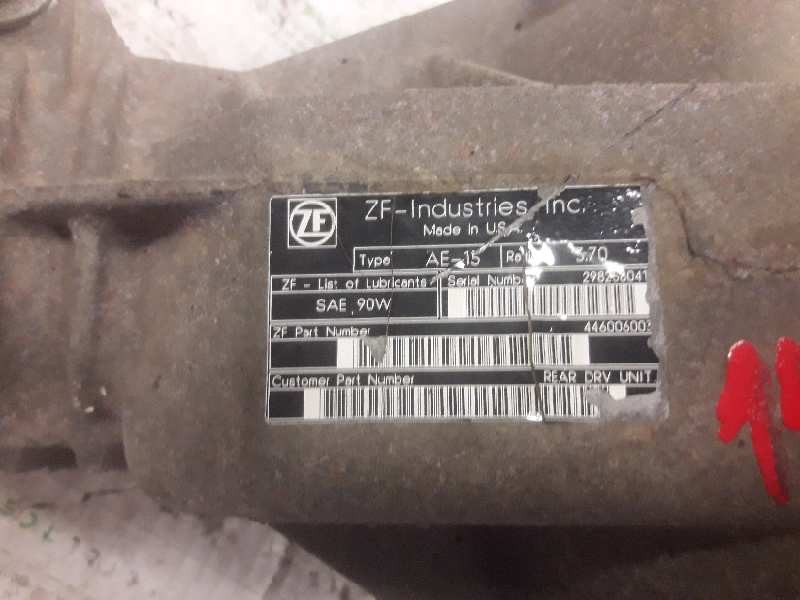 ZF
ZF-Industries, Inc.
Made in U.S.A.
Type AE-15 3.70
ZF - List of Lubricants Serial Number
SAE 90W
ZF Part Number
Customer Part Number REAR DRV UNIT